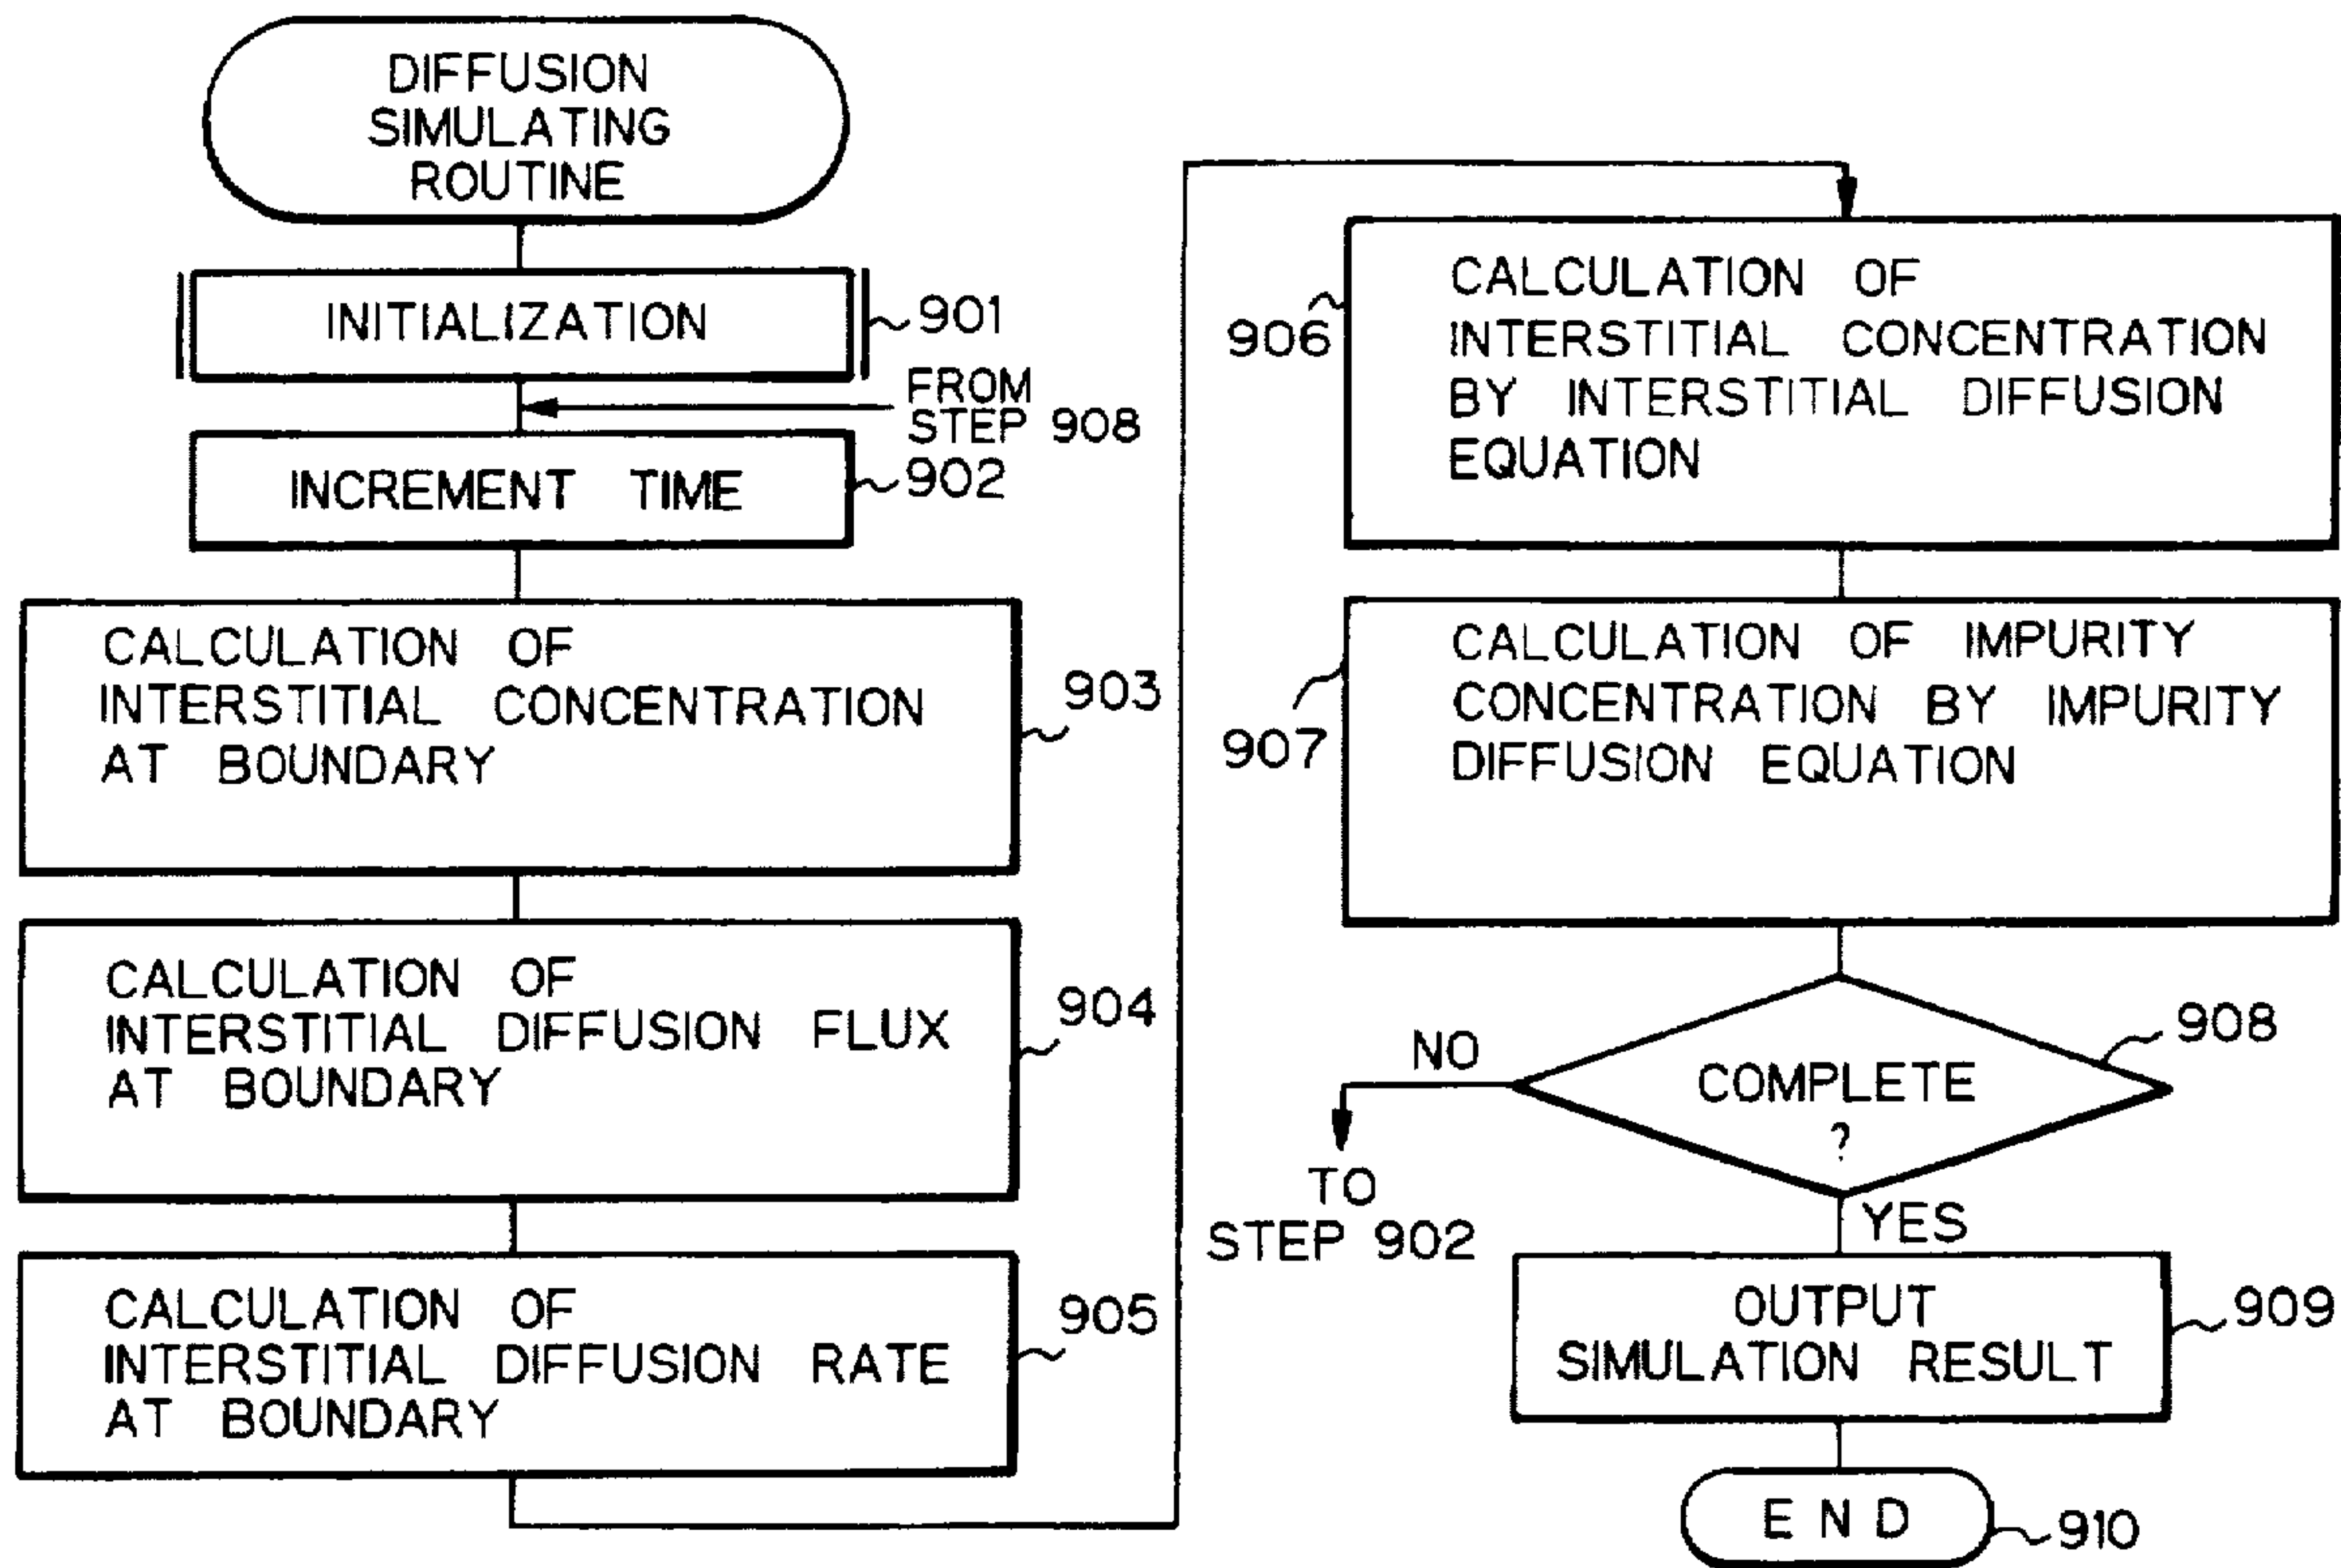 DIFFUSION
SIMULATING
ROUTINE
INITIALIZATION
901
FROM
STEP 908
INCREMENT TIME
902
CALCULATION OF
INTERSTITIAL CONCENTRATION
AT BOUNDARY
903
CALCULATION OF
INTERSTITIAL DIFFUSION FLUX
AT BOUNDARY
904
CALCULATION OF
INTERSTITIAL DIFFUSION RATE
AT BOUNDARY
905
906
CALCULATION OF
INTERSTITIAL CONCENTRATION
BY INTERSTITIAL DIFFUSION
EQUATION
907
CALCULATION OF IMPURITY
CONCENTRATION BY IMPURITY
DIFFUSION EQUATION
908
COMPLETE
?
NO
TO
STEP 902
YES
OUTPUT
SIMULATION RESULT
909
END
910